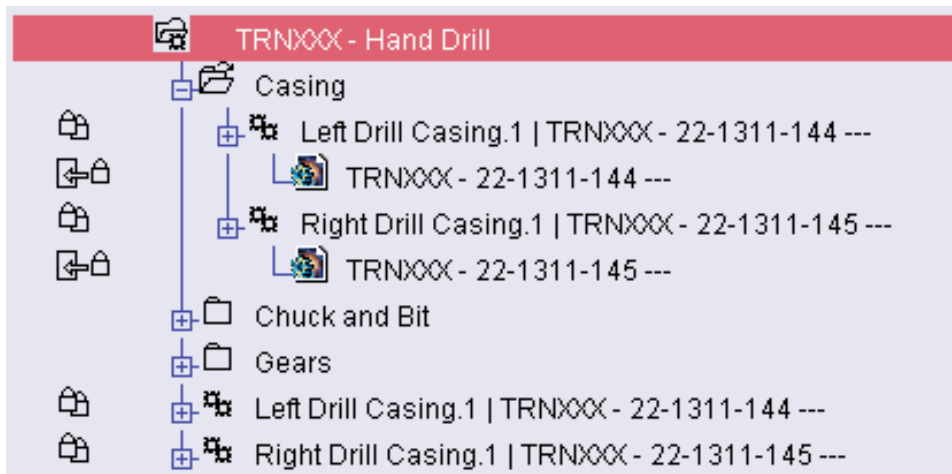 TRNXXX - Hand Drill
Casing
Left Drill Casing.1 | TRNXXX - 22-1311-144 ---
TRNXXX - 22-1311-144 ---
Right Drill Casing.1 | TRNXXX - 22-1311-145 ---
TRNXXX - 22-1311-145 ---
Chuck and Bit
Gears
Left Drill Casing.1 | TRNXXX - 22-1311-144 ---
Right Drill Casing.1 | TRNXXX - 22-1311-145 ---